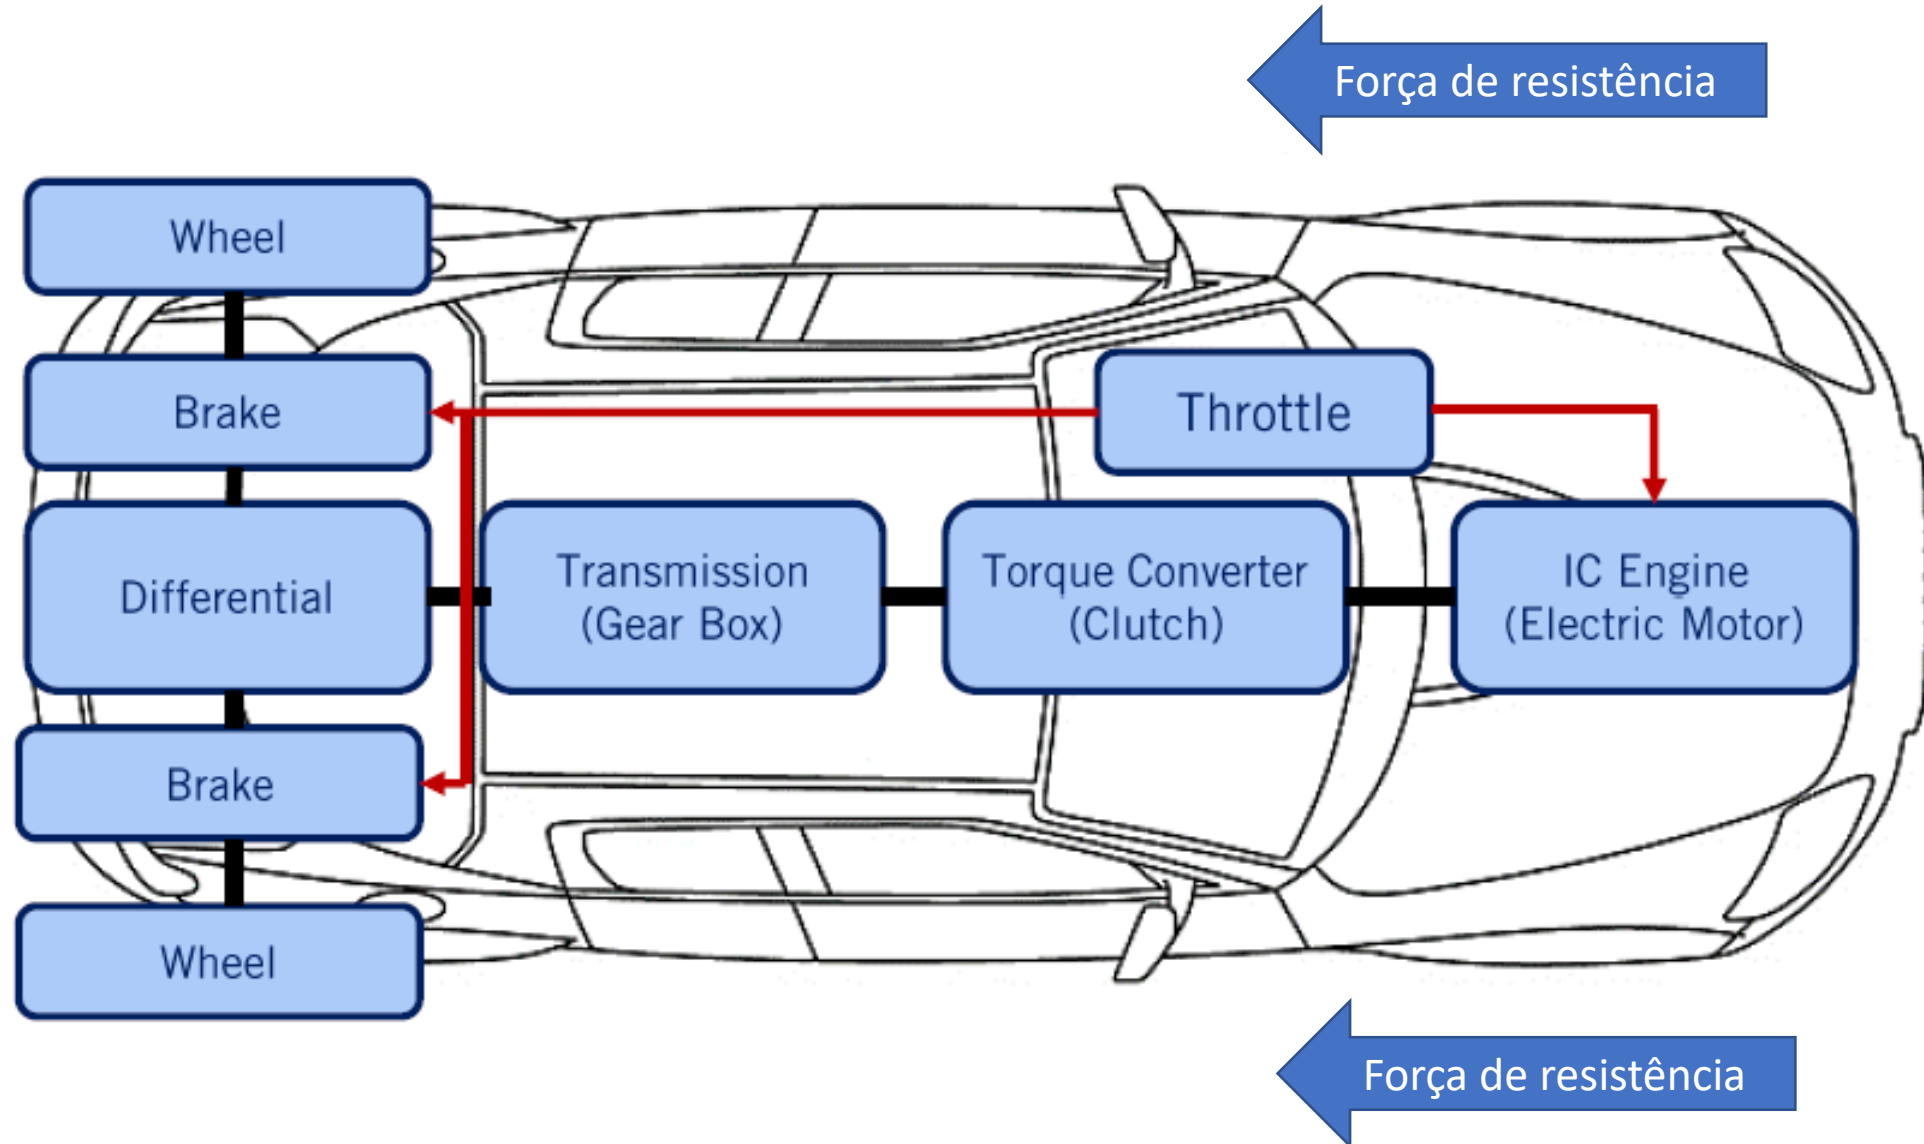 Força de resistência
Wheel
Brake
Throttle
Differential
Transmission
(Gear Box)
Torque Converter
(Clutch)
IC Engine
(Electric Motor)
Brake
Wheel
Força de resistência